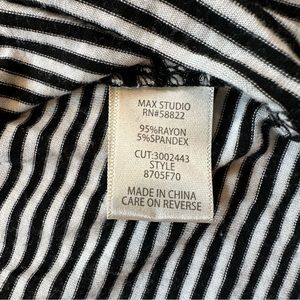 MAX STUDIO
RN#58822
95%RAYON
5%SPANDEX
CUT:3002443
STYLE
8705F70
MADE IN CHINA
CARE ON REVERSE